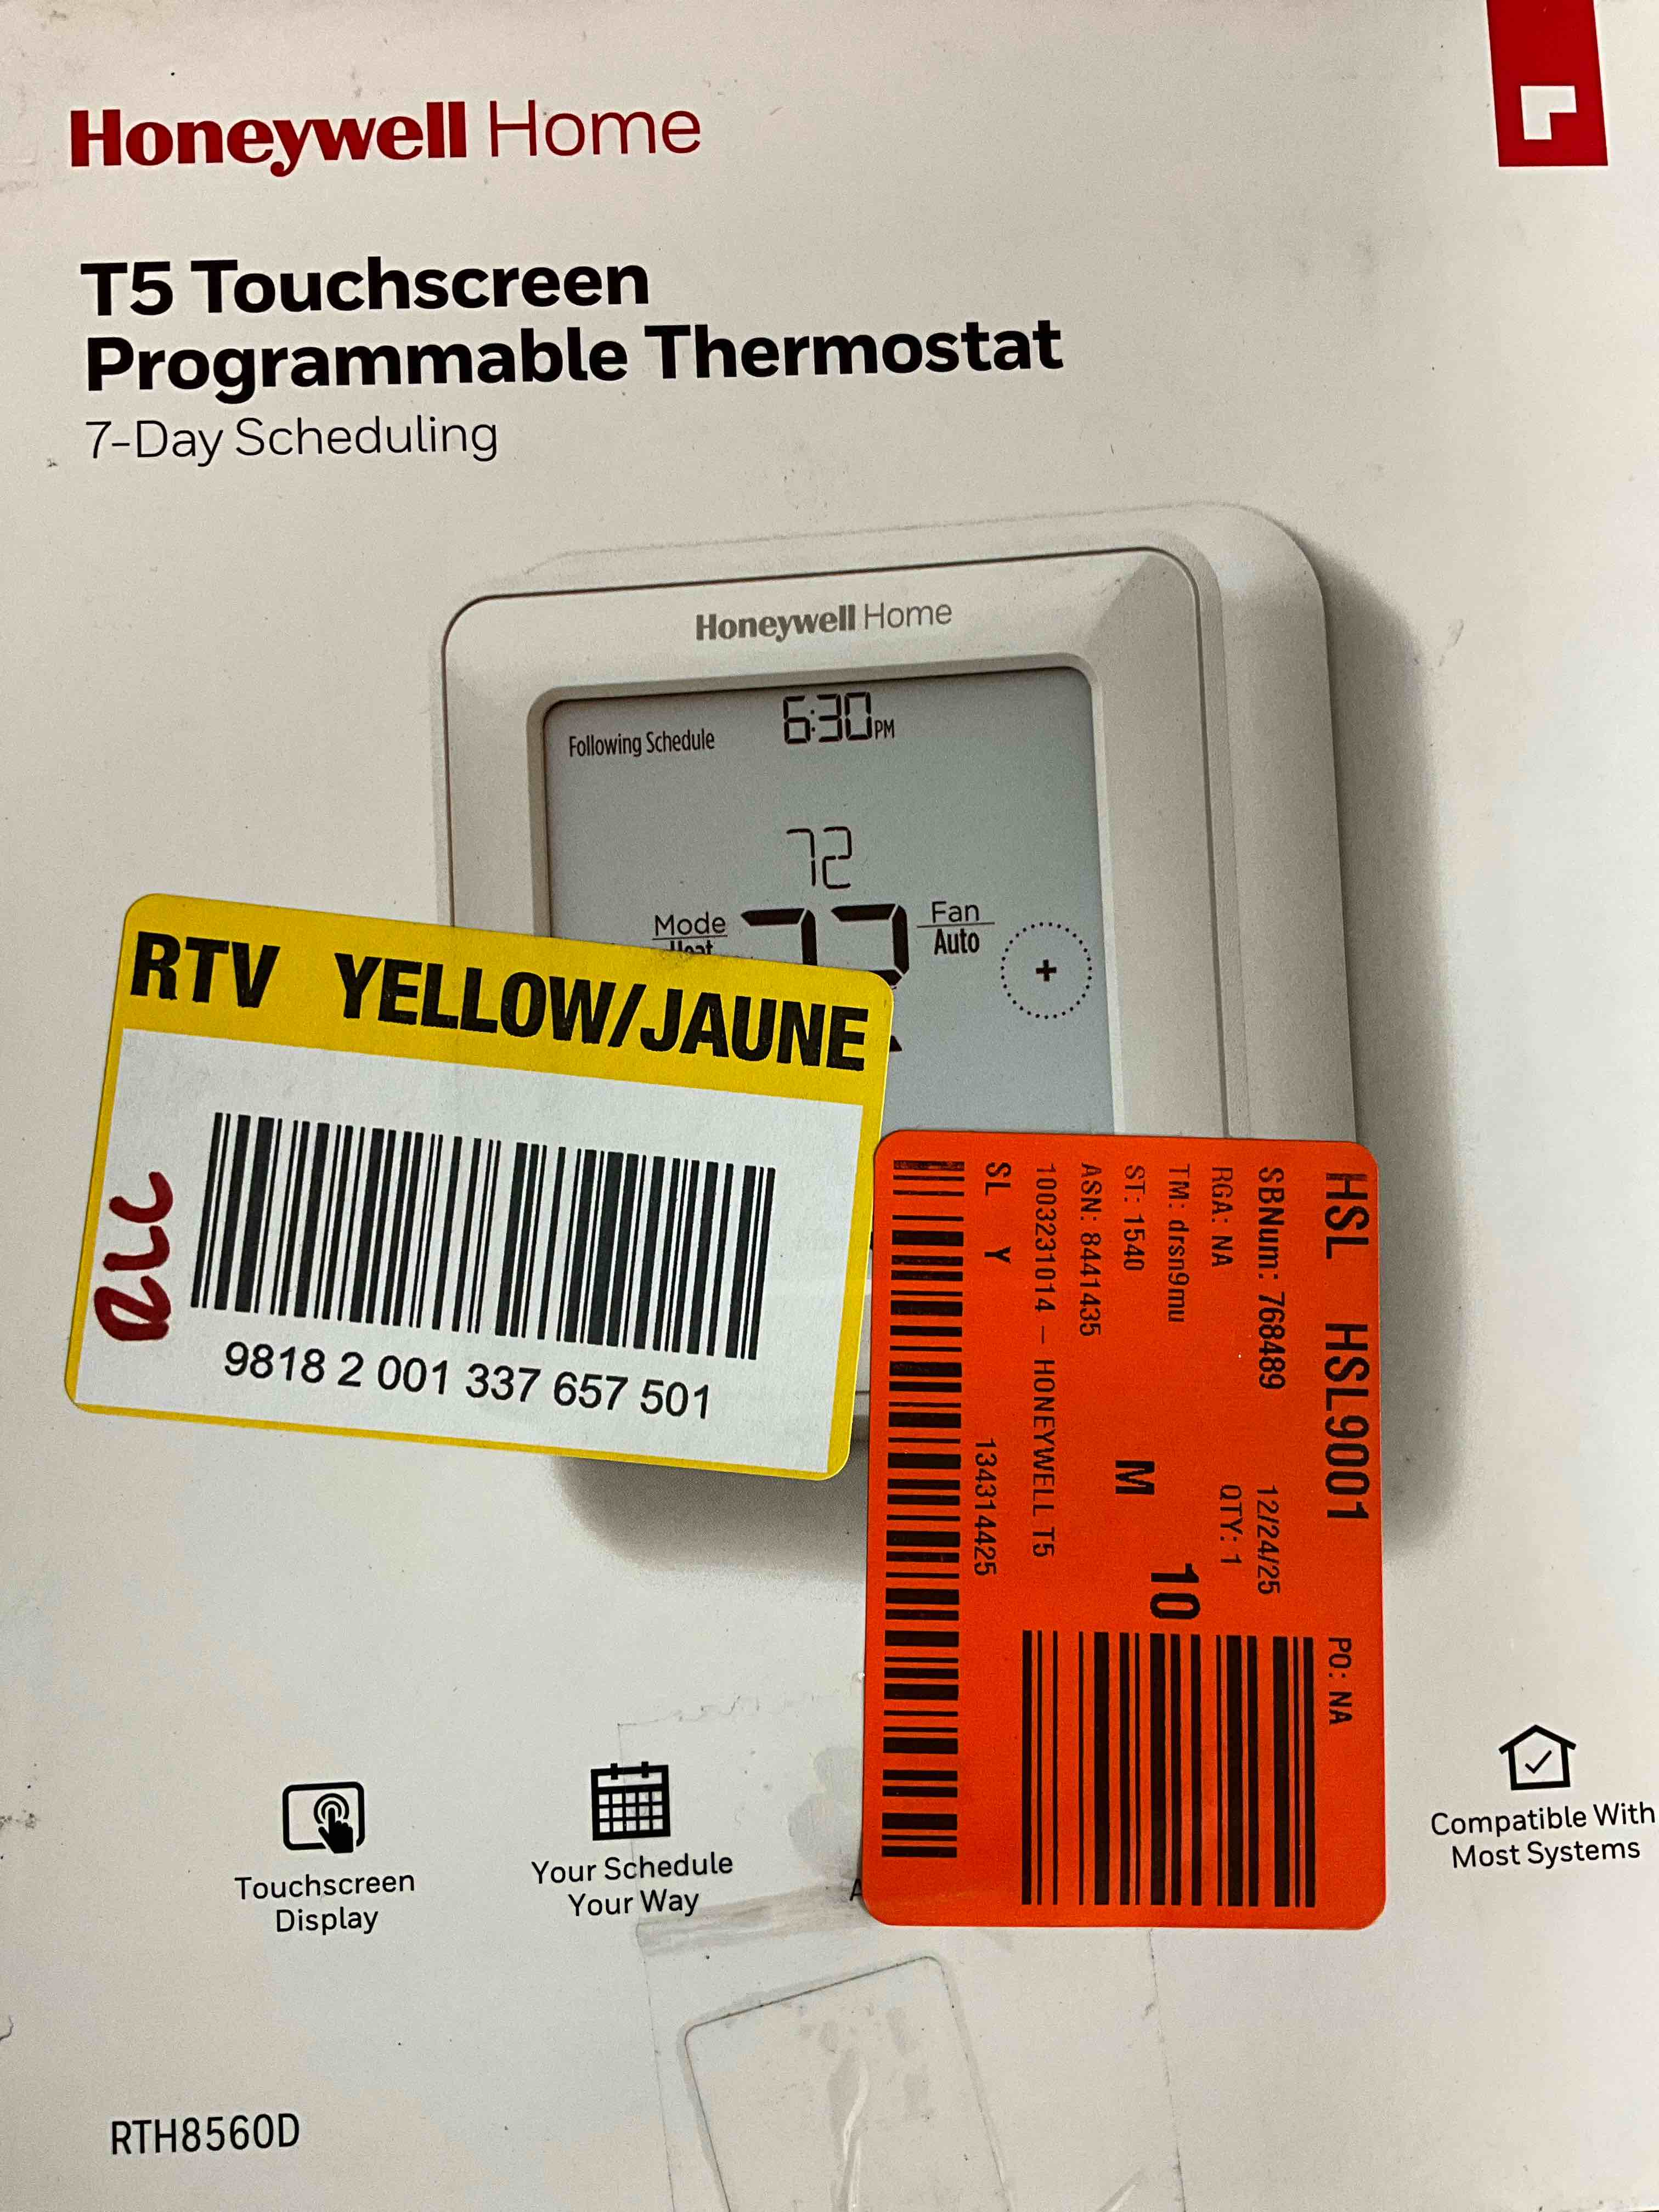 Honeywell Home
T5 Touchscreen
Programmable Thermostat
7-Day Scheduling
Honeywell Home
Following Schedule
6:30 PM
72
Mode
Fan
Auto
+
RTV YELLOW/JAUNE
RLC
9818 2 001 337 657 501
HSL HSL9001 PO: NA
SBNum: 768489 12/24/25
RGA: NA QTY: 1
TM: drsn9mu 10
ST: 1540 M
ASN: 8441435
1003231014 – HONEYWELL T5
SL Y 134314425
Touchscreen
Display
Your Schedule
Your Way
Compatible With
Most Systems
RTH8560D